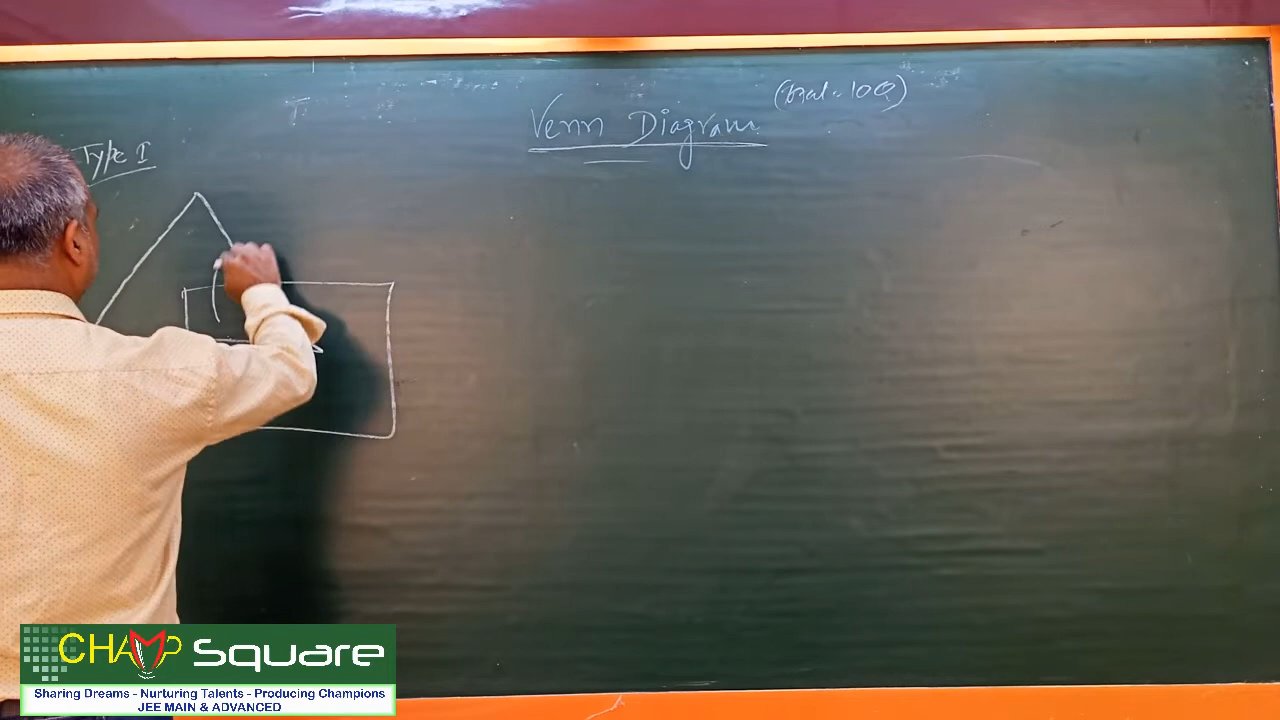 (total - 100)
Venn Diagram
Type I
CHAMP Square
Sharing Dreams - Nurturing Talents - Producing Champions
JEE MAIN & ADVANCED